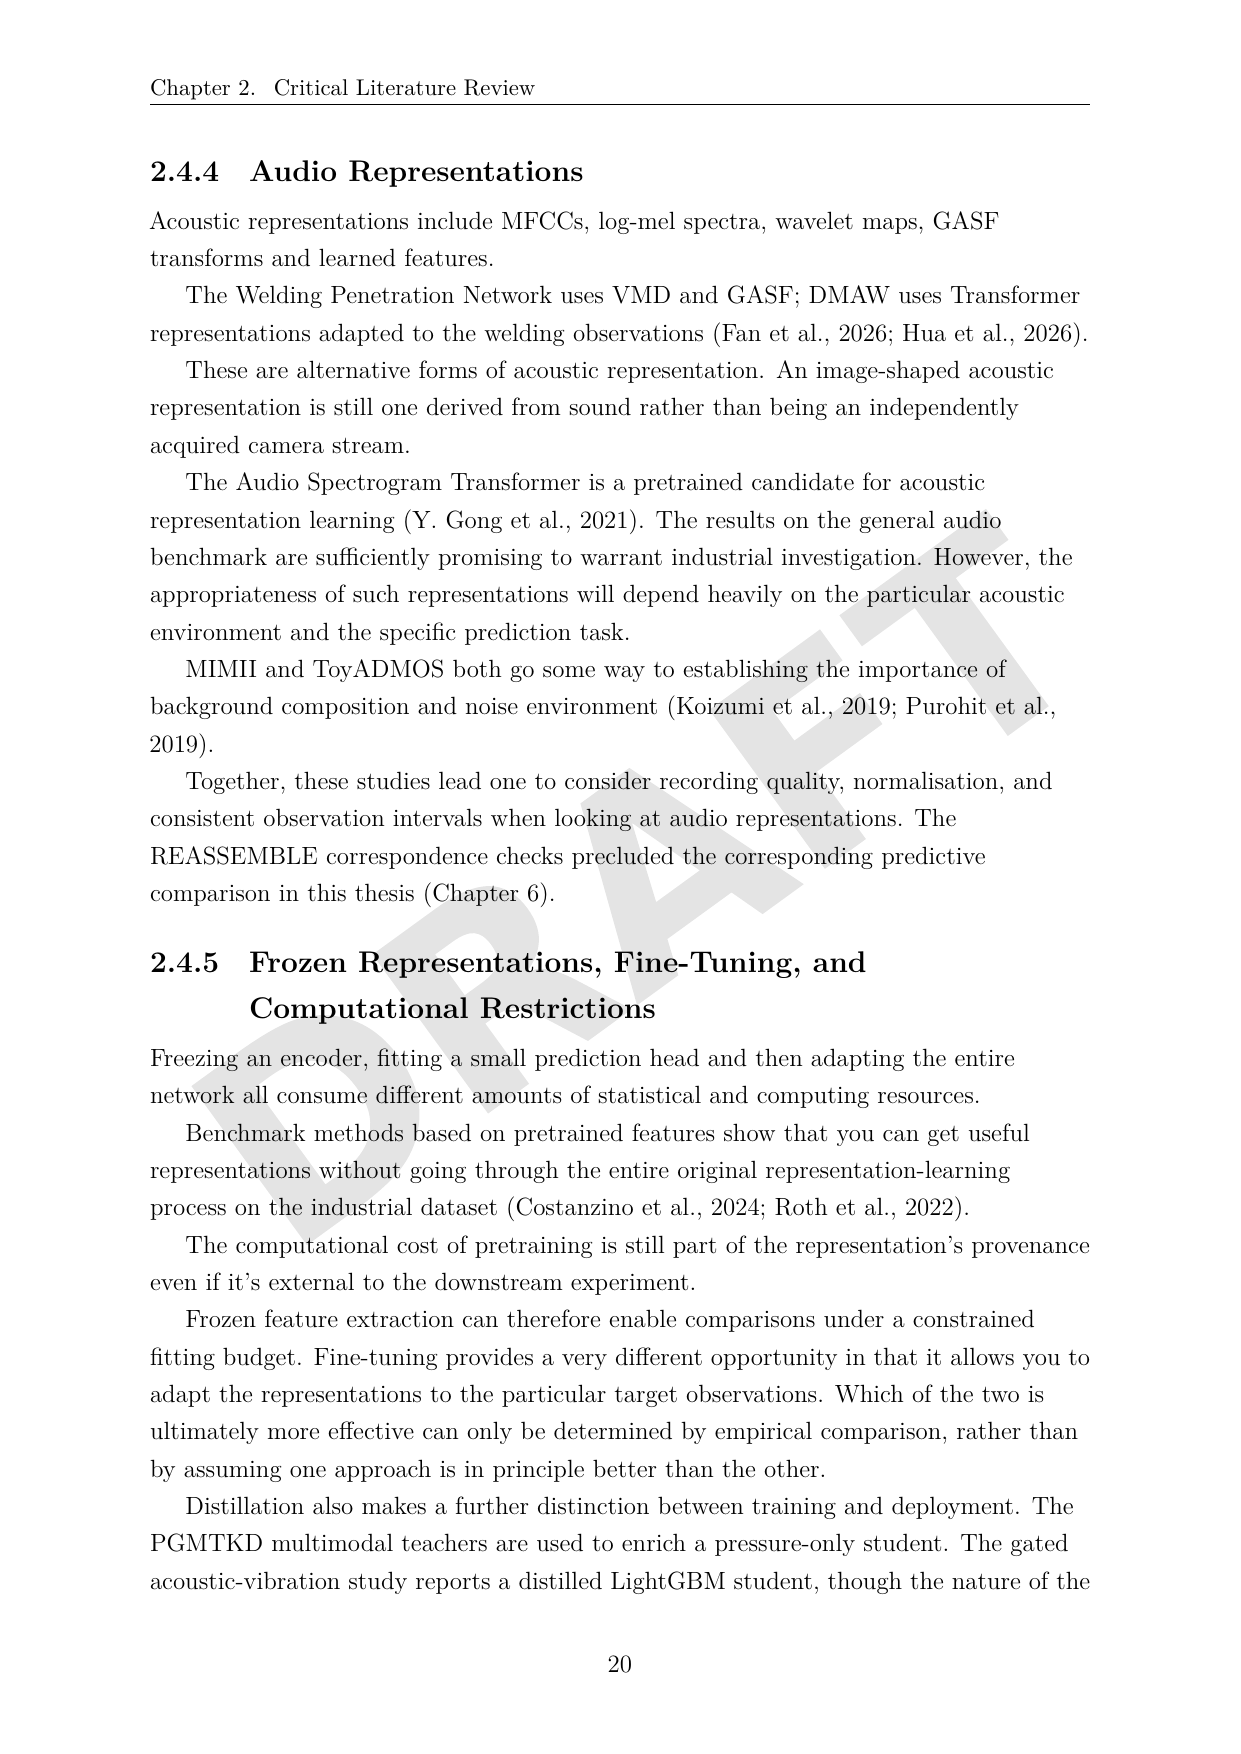 Chapter 2. Critical Literature Review
2.4.4 Audio Representations
Acoustic representations include MFCCs, log-mel spectra, wavelet maps, GASF
transforms and learned features.
The Welding Penetration Network uses VMD and GASF; DMAW uses Transformer
representations adapted to the welding observations (Fan et al., 2026; Hua et al., 2026).
These are alternative forms of acoustic representation. An image-shaped acoustic
representation is still one derived from sound rather than being an independently
acquired camera stream.
The Audio Spectrogram Transformer is a pretrained candidate for acoustic
representation learning (Y. Gong et al., 2021). The results on the general audio
benchmark are sufficiently promising to warrant industrial investigation. However, the
appropriateness of such representations will depend heavily on the particular acoustic
environment and the specific prediction task.
MIMII and ToyADMOS both go some way to establishing the importance of
background composition and noise environment (Koizumi et al., 2019; Purohit et al.,
2019).
Together, these studies lead one to consider recording quality, normalisation, and
consistent observation intervals when looking at audio representations. The
REASSEMBLE correspondence checks precluded the corresponding predictive
comparison in this thesis (Chapter 6).
2.4.5 Frozen Representations, Fine-Tuning, and
Computational Restrictions
Freezing an encoder, fitting a small prediction head and then adapting the entire
network all consume different amounts of statistical and computing resources.
Benchmark methods based on pretrained features show that you can get useful
representations without going through the entire original representation-learning
process on the industrial dataset (Costanzino et al., 2024; Roth et al., 2022).
The computational cost of pretraining is still part of the representation's provenance
even if it's external to the downstream experiment.
Frozen feature extraction can therefore enable comparisons under a constrained
fitting budget. Fine-tuning provides a very different opportunity in that it allows you to
adapt the representations to the particular target observations. Which of the two is
ultimately more effective can only be determined by empirical comparison, rather than
by assuming one approach is in principle better than the other.
Distillation also makes a further distinction between training and deployment. The
PGMTKD multimodal teachers are used to enrich a pressure-only student. The gated
acoustic-vibration study reports a distilled LightGBM student, though the nature of the
20
DRAFT